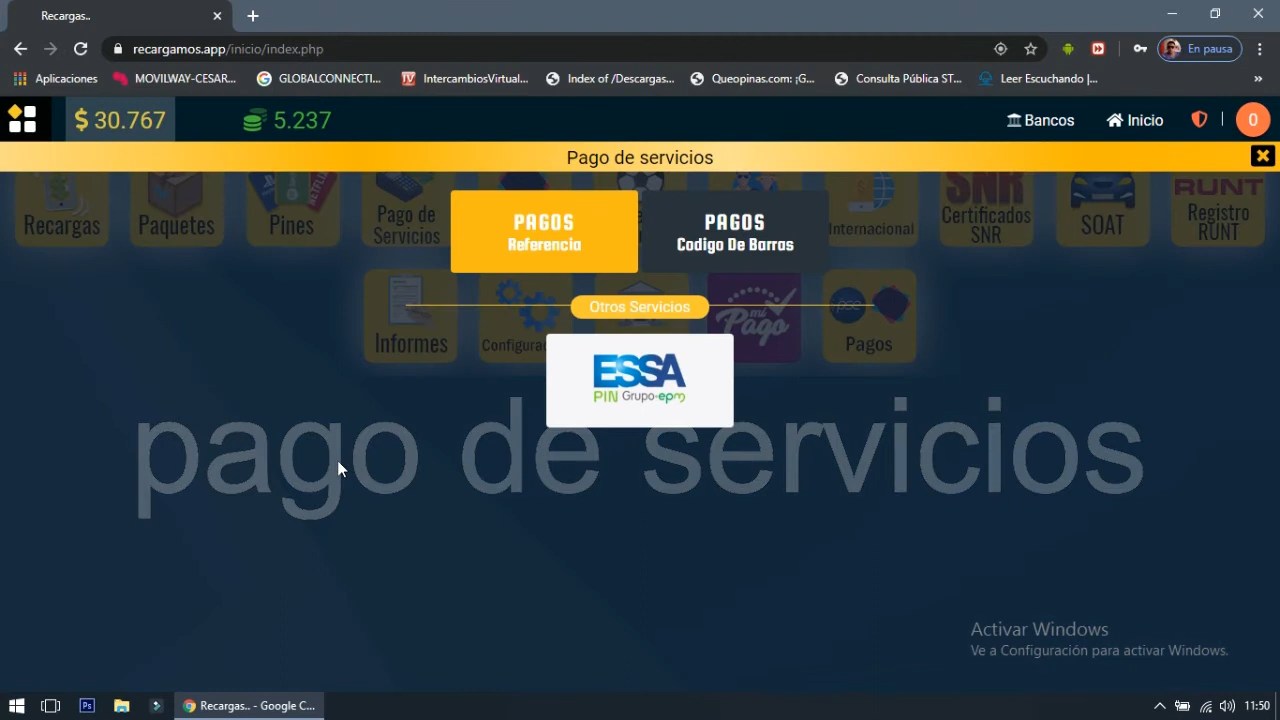 Recargas..
recargamos.app/inicio/index.php
En pausa
Aplicaciones
MOVILWAY-CESAR...
GLOBALCONNECTI...
IntercambiosVirtual...
Index of /Descargas...
Queopinas.com: ¡G...
Consulta Pública ST...
Leer Escuchando |...
»
$ 30.767
5.237
Bancos
Inicio
0
Pago de servicios
Recargas
Paquetes
Pines
Pago de
Servicios
PAGOS
Referencia
PAGOS
Codigo De Barras
Internacional
SNR
Certificados
SNR
SOAT
RUNT
Registro
RUNT
Otros Servicios
Informes
Configurac
mi
Pago
pse
Pagos
ESSA
PIN Grupo-epm
pago de servicios
Activar Windows
Ve a Configuración para activar Windows.
Ps
Recargas.. - Google C...
11:50